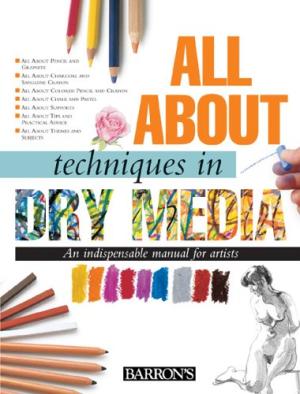 All About Pencil and
Graphite
All About Charcoal and
Sanguine Crayon
All About Colored Pencil and Crayon
All About Chalk and Pastel
All About Supports
All About Tips and
Practical Advice
All About Themes and
Subjects
ALL
ABOUT
techniques in
DRY MEDIA
An indispensable manual for artists
BARRON'S